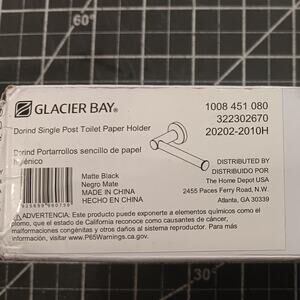 GLACIER BAY®
1008 451 080
322302670
20202-2010H
Dorind Single Post Toilet Paper Holder
Dorind Portarrollos sencillo de papel
higiénico
Matte Black
Negro Mate
MADE IN CHINA
HECHO EN CHINA
DISTRIBUTED BY
DISTRIBUIDO POR
The Home Depot USA
2455 Paces Ferry Road, N.W.
Atlanta, GA 30339
ADVERTENCIA: Este producto puede exponerte a elementos químicos como el
que el estado de California reconoce como causantes de cáncer,
malformaciones congénitas y otros daños al sistema reproductor. Para más
información, visita www.P65Warnings.ca.gov.
60°
30